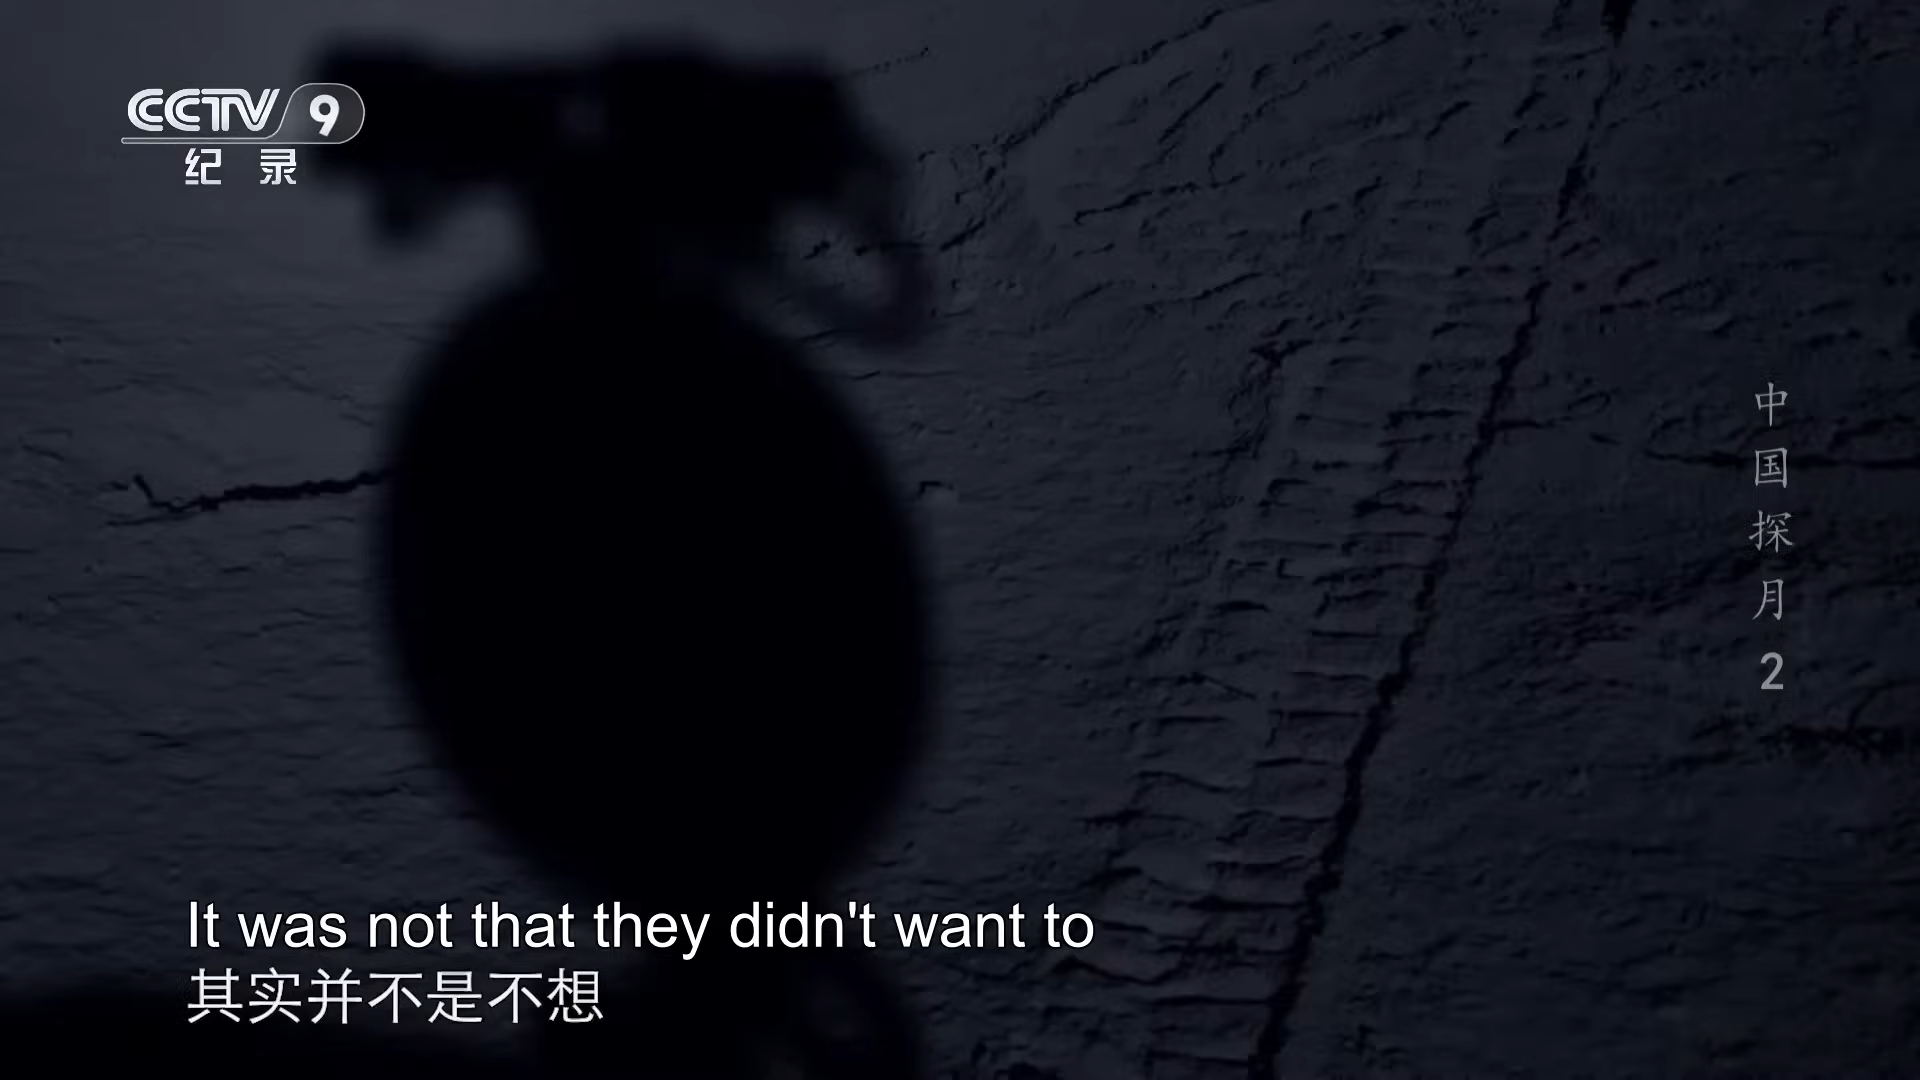 CCTV 9
纪 录
中国探月 2
It was not that they didn't want to
其实并不是不想